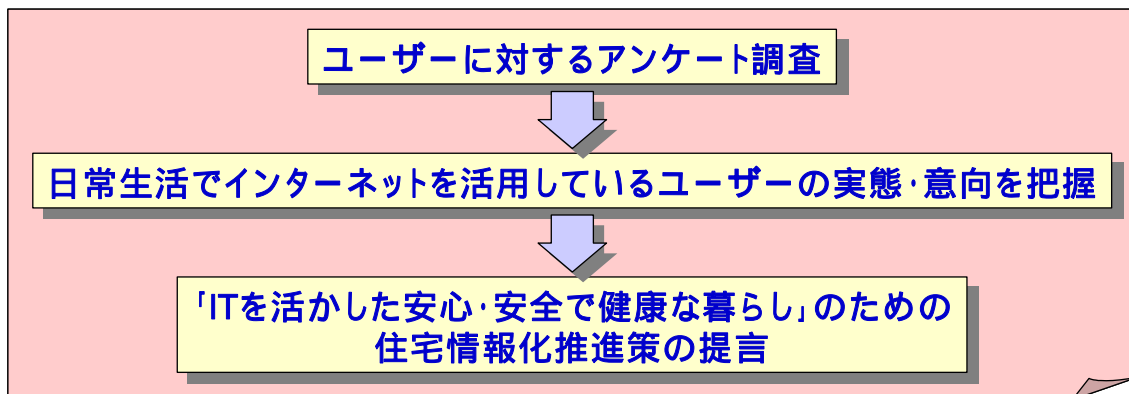 ユーザーに対するアンケート調査
日常生活でインターネットを活用しているユーザーの実態・意向を把握
「ITを活かした安心・安全で健康な暮らし」のための
住宅情報化推進策の提言